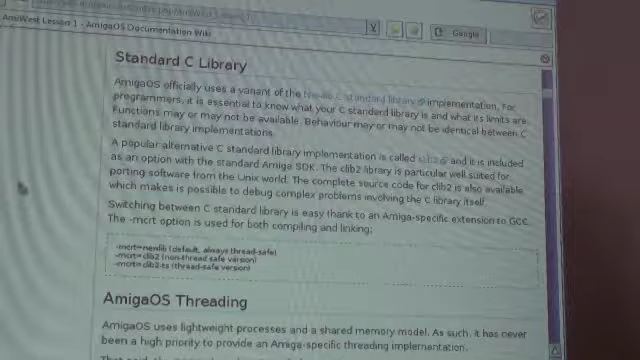 AmiWest Lesson 1 - AmigaOS Documentation Wiki
Google
Standard C Library
AmigaOS officially uses a variant of the Newlib C standard library implementation. For
programmers, it is essential to know what your C standard library is and what its limits are.
Functions may or may not be available. Behaviour may or may not be identical between C
standard library implementations.
A popular alternative C standard library implementation is called clib2 and it is included
as an option with the standard Amiga SDK. The clib2 library is particular well suited for
porting software from the Unix world. The complete source code for clib2 is also available
which makes is possible to debug complex problems involving the C library itself.
Switching between C standard library is easy thank to an Amiga-specific extension to GCC.
The -mcrt option is used for both compiling and linking:
-mcrt=newlib (default, always thread-safe)
-mcrt=clib2 (non-thread safe version)
-mcrt=clib2-ts (thread-safe version)
AmigaOS Threading
AmigaOS uses lightweight processes and a shared memory model. As such, it has never
been a high priority to provide an Amiga-specific threading implementation.